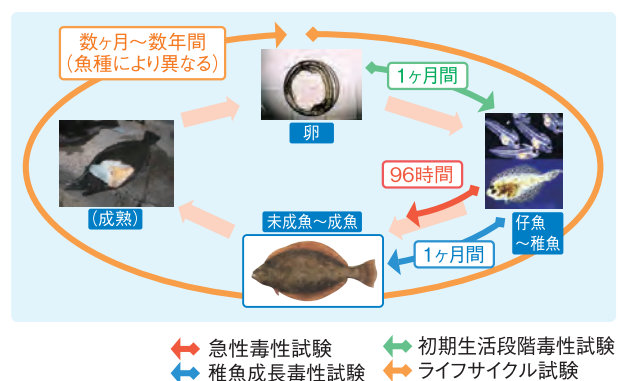 数ヶ月～数年間
(魚種により異なる)
卵
1ヶ月間
96時間
(成熟)
未成魚～成魚
仔魚
～稚魚
1ヶ月間
急性毒性試験
初期生活段階毒性試験
稚魚成長毒性試験
ライフサイクル試験